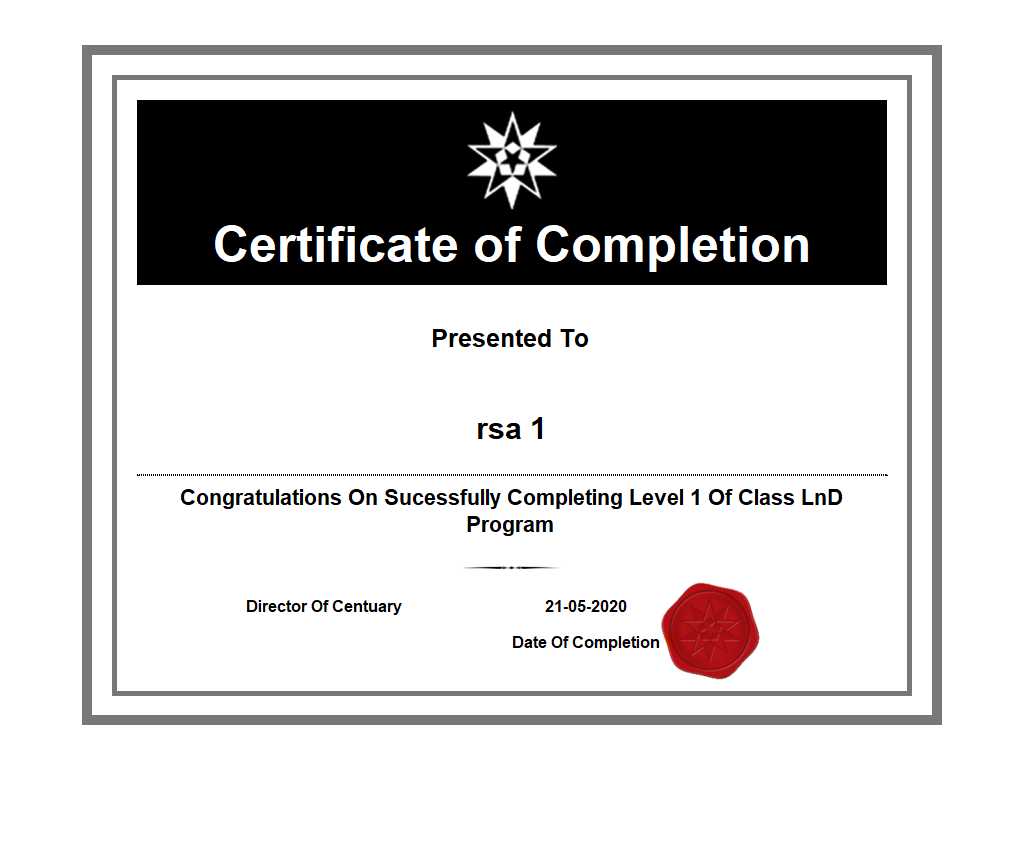 Certificate of Completion
Presented To
rsa 1
Congratulations On Sucessfully Completing Level 1 Of Class LnD
Program
Director Of Centuary
21-05-2020
Date Of Completion